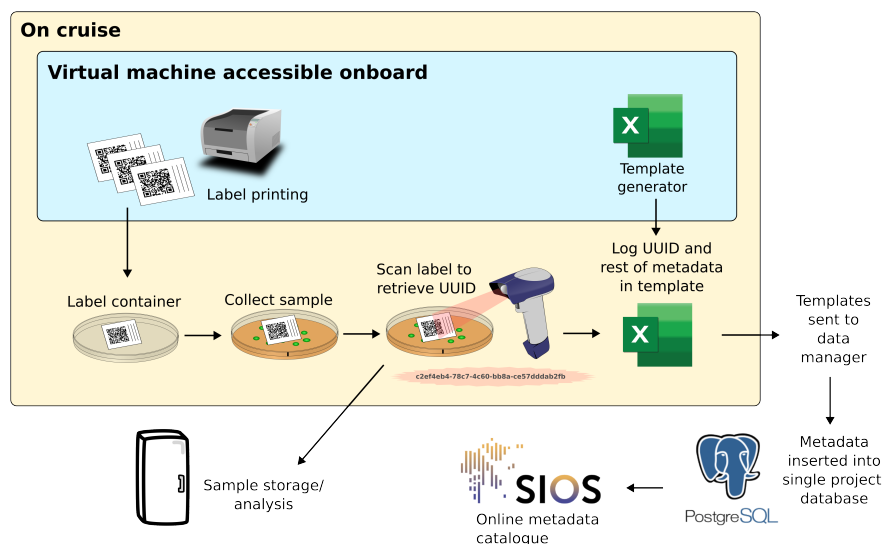 On cruise
Virtual machine accessible onboard
Label printing
X
Template
generator
Label container
Collect sample
Scan label to
retrieve UUID
Log UUID and
rest of metadata
in template
X
c2ef4eb4-78c7-4c60-bb8a-ce57dddab2fb
Templates
sent to
data
manager
Sample storage/
analysis
SIOS
Online metadata
catalogue
PostgreSQL
Metadata
inserted into
single project
database